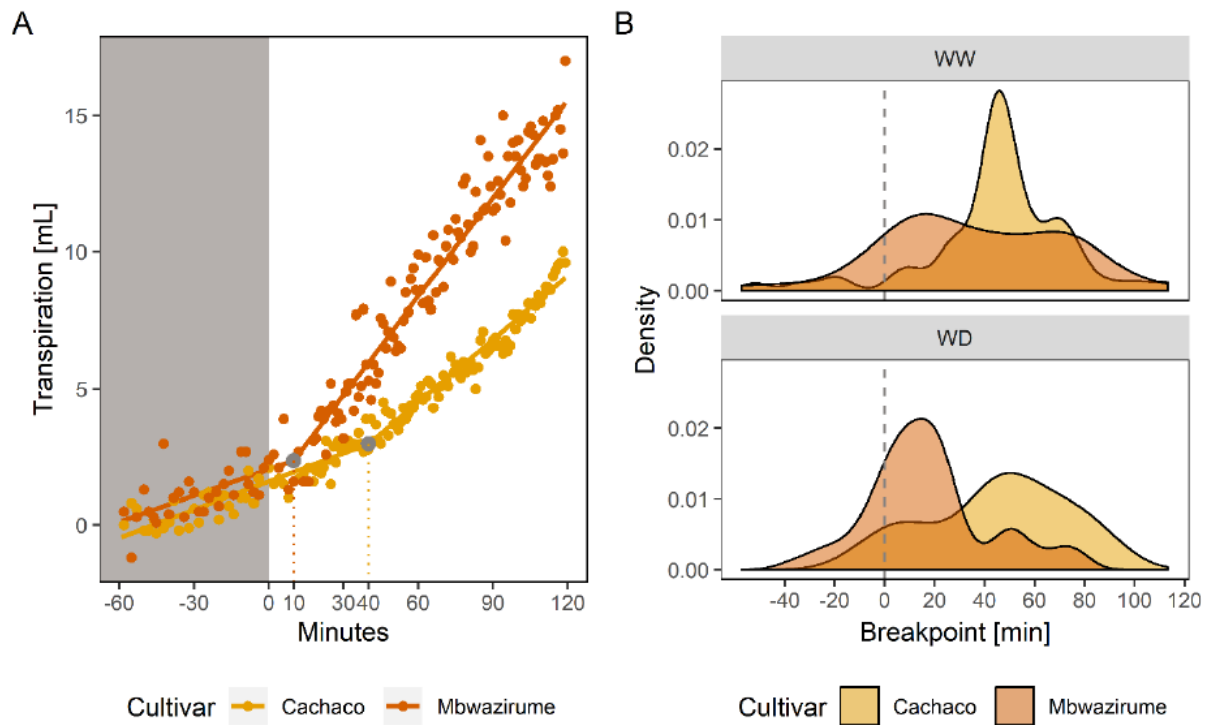 A
Transpiration [mL]
15
10
5
0
-60 -30 0 10 30 40 60 90 120
Minutes
Cultivar Cachaco Mbwazirume
B
Density
WW
0.02
0.01
0.00
WD
0.02
0.01
0.00
-40 -20 0 20 40 60 80 100 120
Breakpoint [min]
Cultivar Cachaco Mbwazirume